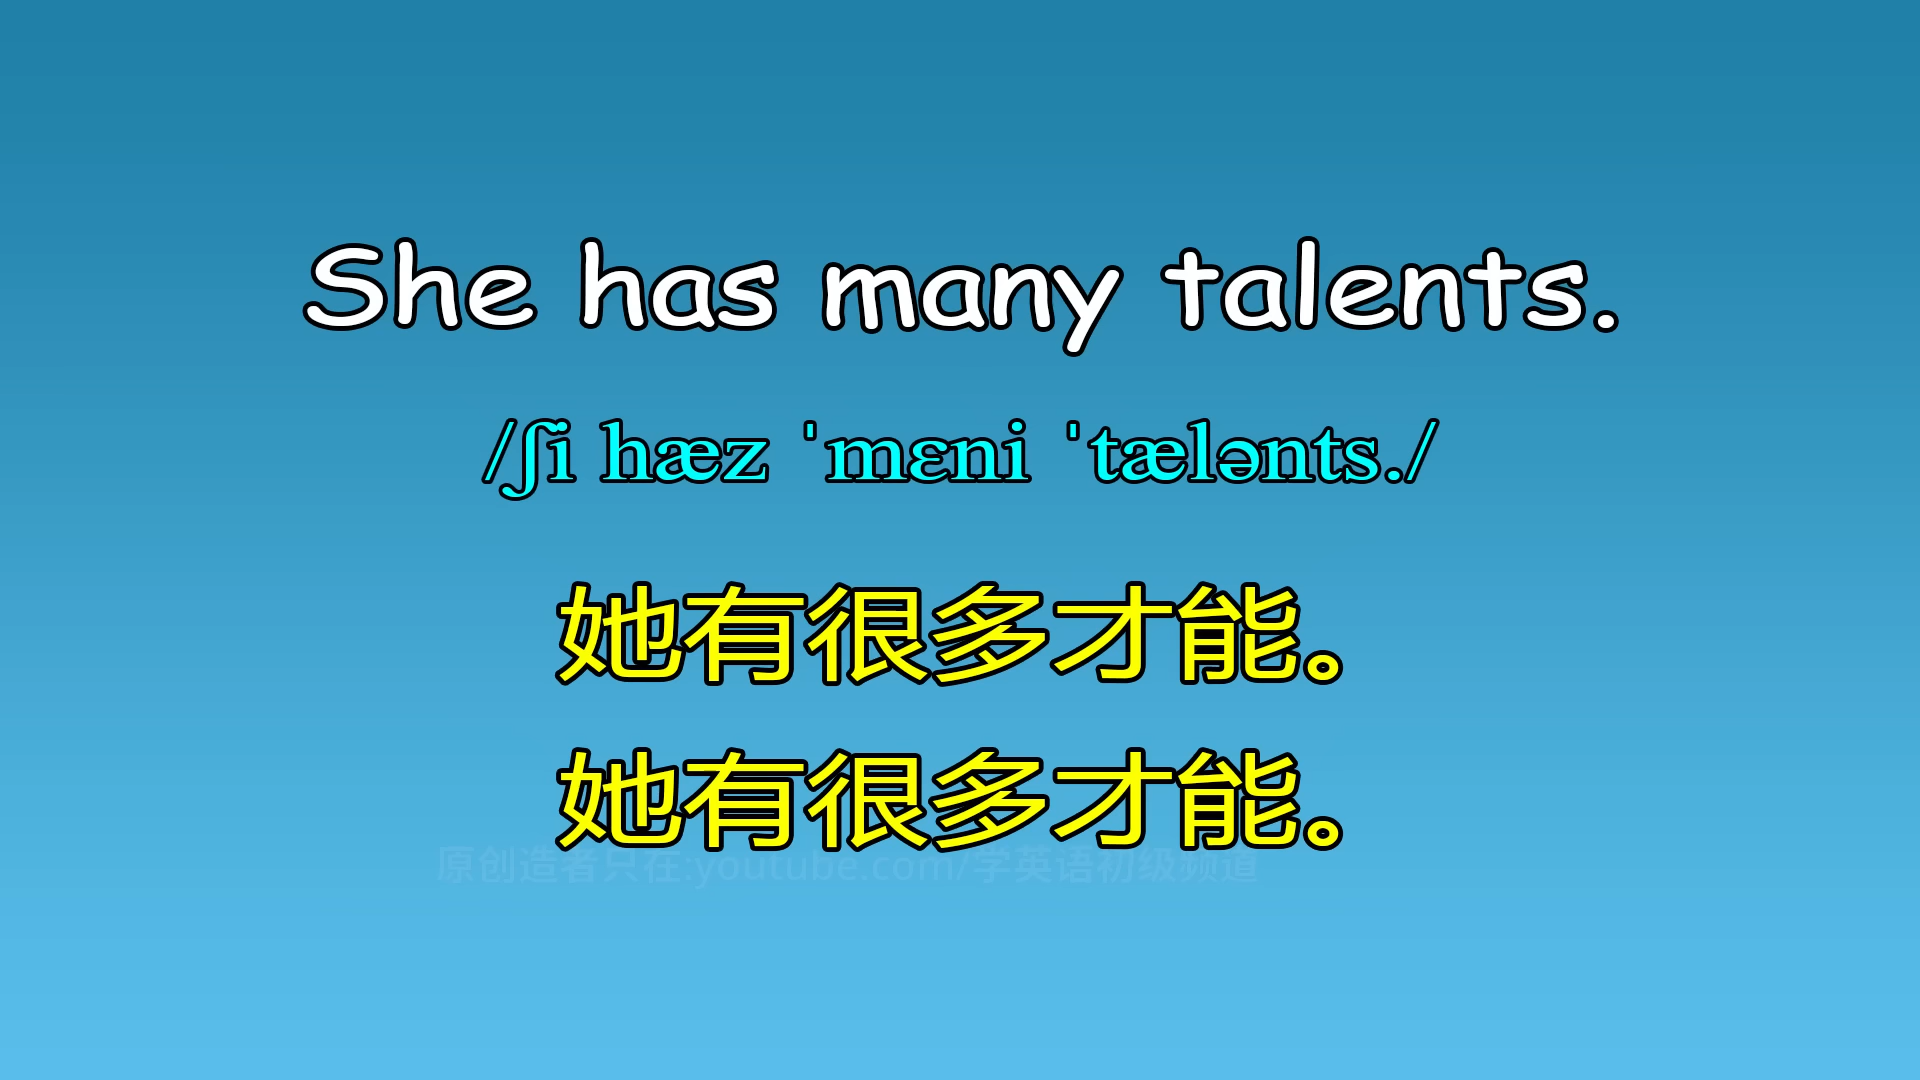 She has many talents.
/ʃi hæz ˈmɛni ˈtælənts./
她有很多才能。
她有很多才能。
原创造者只在:youtube.com/学英语初级频道